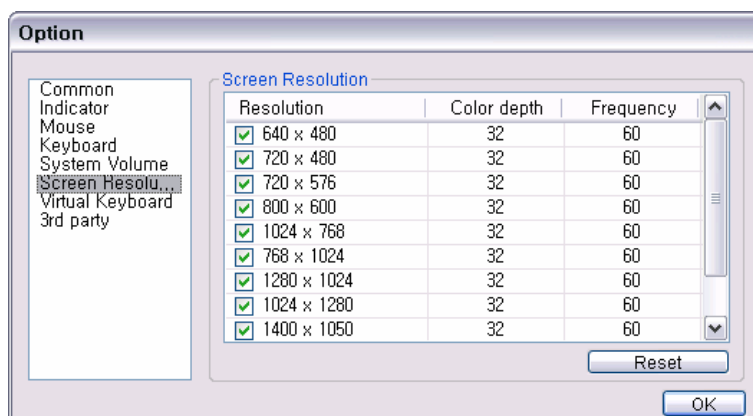 Option
Common
Indicator
Mouse
Keyboard
System Volume
Screen Resolu...
Virtual Keyboard
3rd party
Screen Resolution
Resolution Color depth Frequency
640 x 480 32 60
720 x 480 32 60
720 x 576 32 60
800 x 600 32 60
1024 x 768 32 60
768 x 1024 32 60
1280 x 1024 32 60
1024 x 1280 32 60
1400 x 1050 32 60
Reset
OK